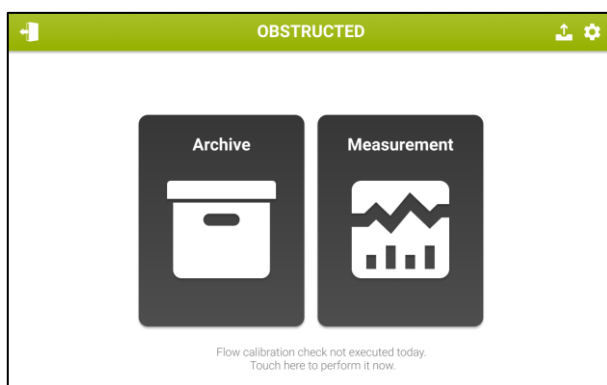 OBSTRUCTED
Archive
Measurement
Flow calibration check not executed today.
Touch here to perform it now.